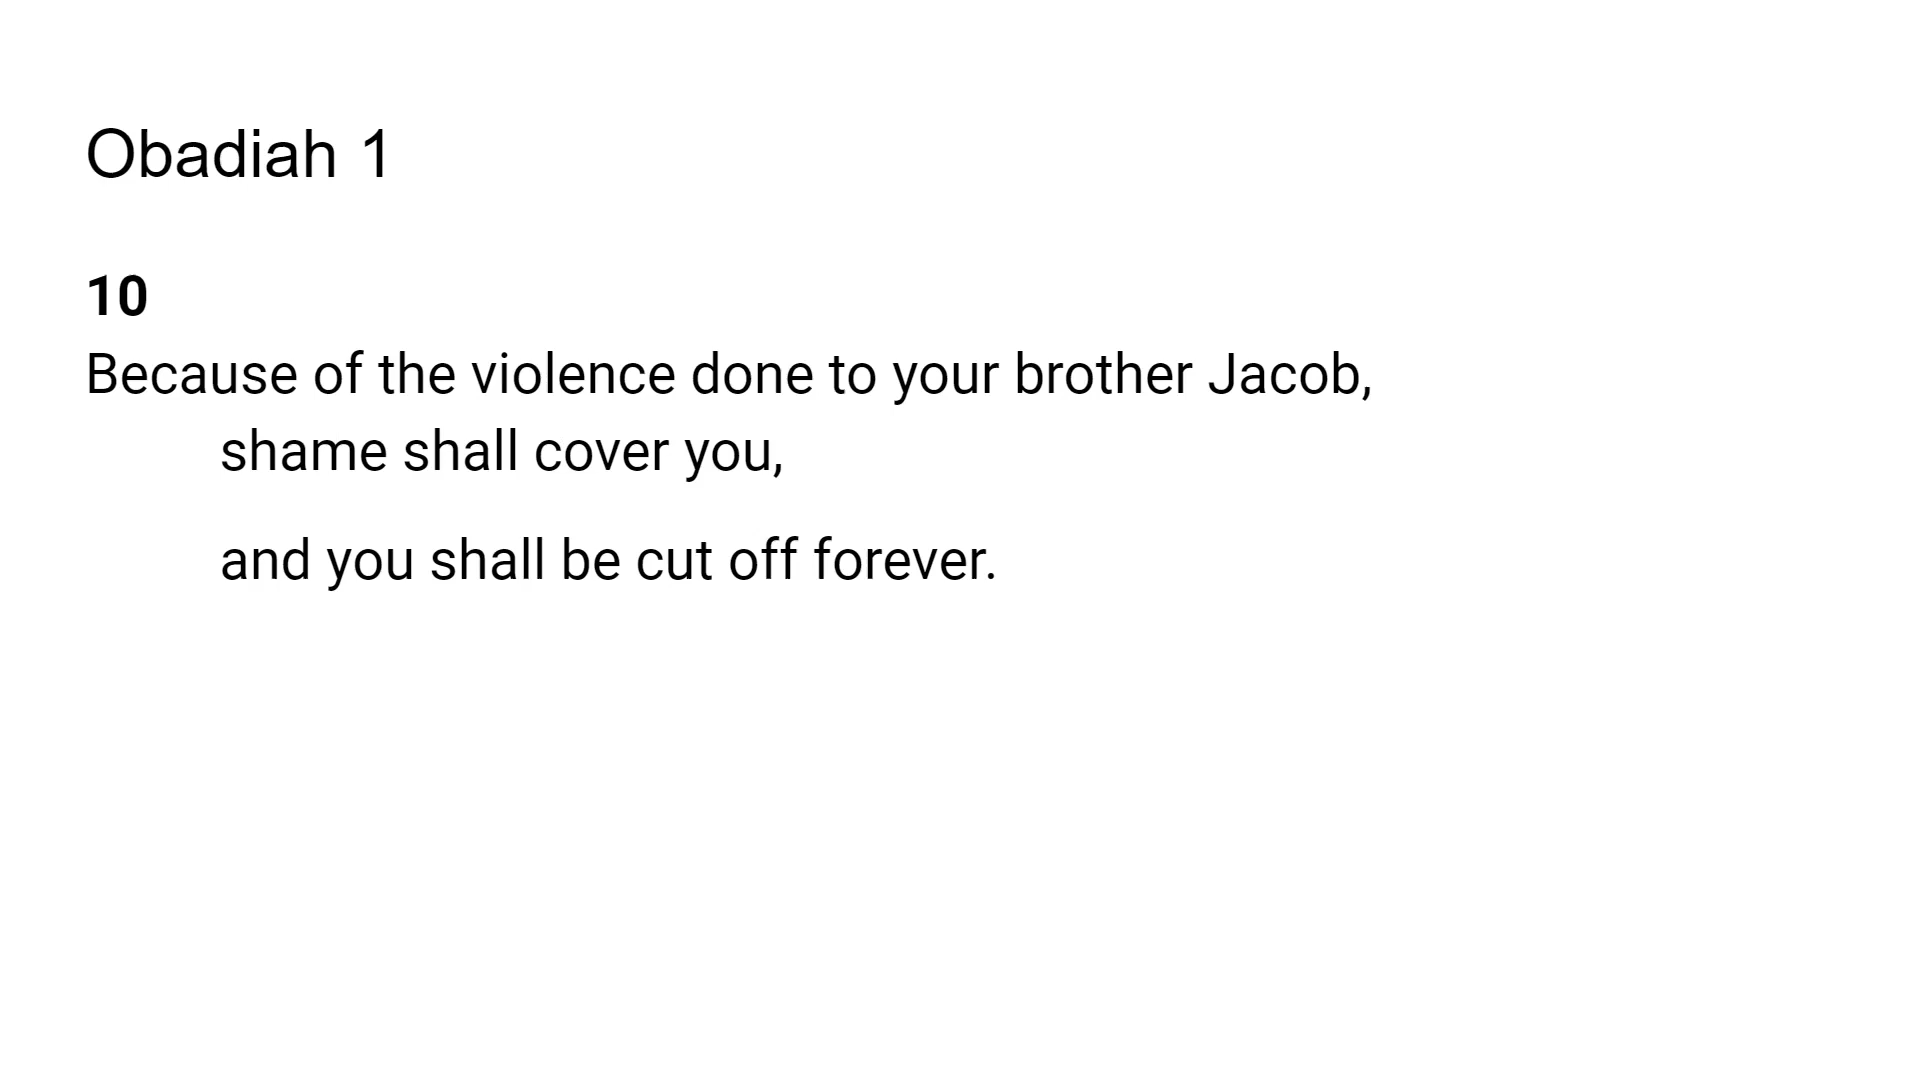 Obadiah 1
10
Because of the violence done to your brother Jacob,
shame shall cover you,
and you shall be cut off forever.